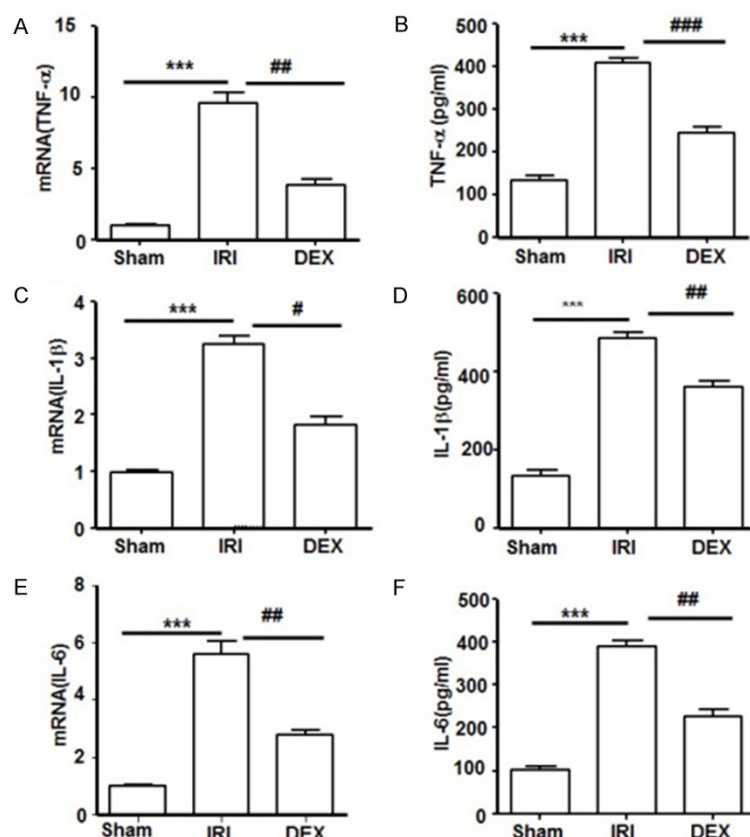 A
mRNA(TNF-α)
15
10
5
0
***
##
Sham IRI DEX
B
TNF-α (pg/ml)
500
400
300
200
100
0
***
###
Sham IRI DEX
C
mRNA(IL-1β)
4
3
2
1
0
***
#
Sham IRI DEX
D
IL-1β(pg/ml)
600
400
200
0
***
##
Sham IRI DEX
E
mRNA(IL-6)
8
6
4
2
0
***
##
Sham IRI DEX
F
IL-6(pg/ml)
500
400
300
200
100
0
***
##
Sham IRI DEX